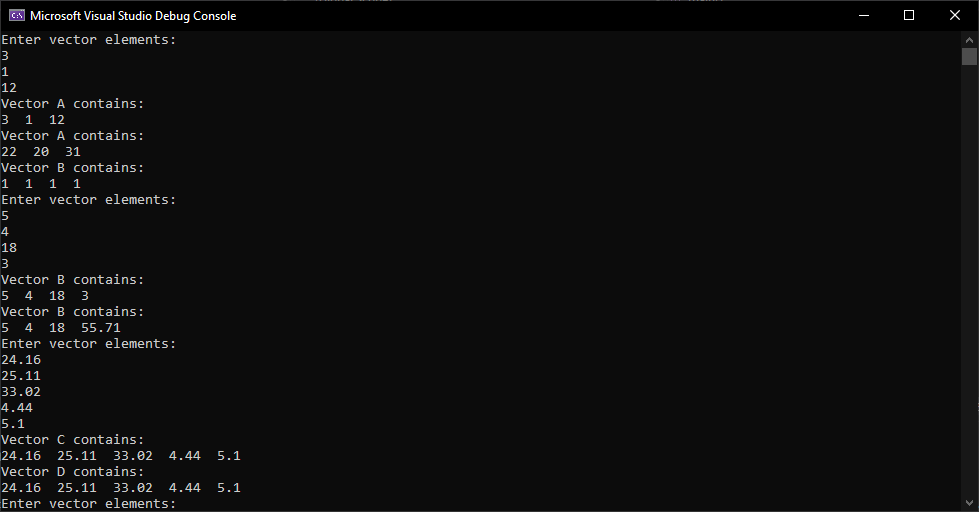 Microsoft Visual Studio Debug Console
Enter vector elements:
3
1
12
Vector A contains:
3  1  12
Vector A contains:
22  20  31
Vector B contains:
1  1  1  1
Enter vector elements:
5
4
18
3
Vector B contains:
5  4  18  3
Vector B contains:
5  4  18  55.71
Enter vector elements:
24.16
25.11
33.02
4.44
5.1
Vector C contains:
24.16  25.11  33.02  4.44  5.1
Vector D contains:
24.16  25.11  33.02  4.44  5.1
Enter vector elements: